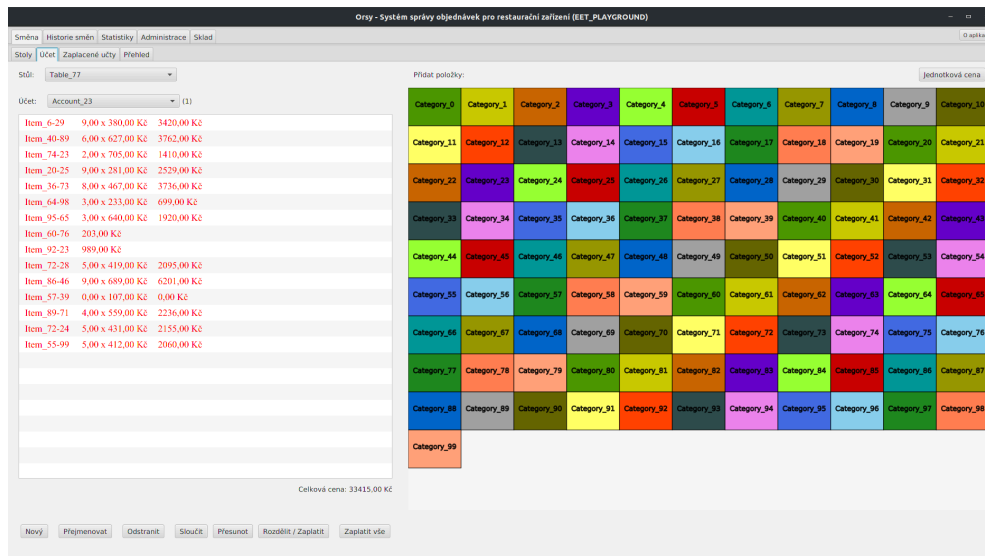 Orsy - Systém správy objednávek pro restaurační zařízení (EET_PLAYGROUND)
Směna Historie směn Statistiky Administrace Sklad O aplika
Stoly Účet Zaplacené učty Přehled
Stůl: Table_77 Přidat položky: Jednotková cena
Účet: Account_23 (1)
Item_6-29 9,00 x 380,00 Kč 3420,00 Kč
Item_40-89 6,00 x 627,00 Kč 3762,00 Kč
Item_74-23 2,00 x 705,00 Kč 1410,00 Kč
Item_20-25 9,00 x 281,00 Kč 2529,00 Kč
Item_36-73 8,00 x 467,00 Kč 3736,00 Kč
Item_64-98 3,00 x 233,00 Kč 699,00 Kč
Item_95-65 3,00 x 640,00 Kč 1920,00 Kč
Item_60-76 203,00 Kč
Item_92-23 989,00 Kč
Item_72-28 5,00 x 419,00 Kč 2095,00 Kč
Item_86-46 9,00 x 689,00 Kč 6201,00 Kč
Item_57-39 0,00 x 107,00 Kč 0,00 Kč
Item_89-71 4,00 x 559,00 Kč 2236,00 Kč
Item_72-24 5,00 x 431,00 Kč 2155,00 Kč
Item_55-99 5,00 x 412,00 Kč 2060,00 Kč
Celková cena: 33415,00 Kč
Nový Přejmenovat Odstranit Sloučit Přesunot Rozdělit / Zaplatit Zaplatit vše
Category_0 Category_1 Category_2 Category_3 Category_4 Category_5 Category_6 Category_7 Category_8 Category_9 Category_10
Category_11 Category_12 Category_13 Category_14 Category_15 Category_16 Category_17 Category_18 Category_19 Category_20 Category_21
Category_22 Category_23 Category_24 Category_25 Category_26 Category_27 Category_28 Category_29 Category_30 Category_31 Category_32
Category_33 Category_34 Category_35 Category_36 Category_37 Category_38 Category_39 Category_40 Category_41 Category_42 Category_43
Category_44 Category_45 Category_46 Category_47 Category_48 Category_49 Category_50 Category_51 Category_52 Category_53 Category_54
Category_55 Category_56 Category_57 Category_58 Category_59 Category_60 Category_61 Category_62 Category_63 Category_64 Category_65
Category_66 Category_67 Category_68 Category_69 Category_70 Category_71 Category_72 Category_73 Category_74 Category_75 Category_76
Category_77 Category_78 Category_79 Category_80 Category_81 Category_82 Category_83 Category_84 Category_85 Category_86 Category_87
Category_88 Category_89 Category_90 Category_91 Category_92 Category_93 Category_94 Category_95 Category_96 Category_97 Category_98
Category_99